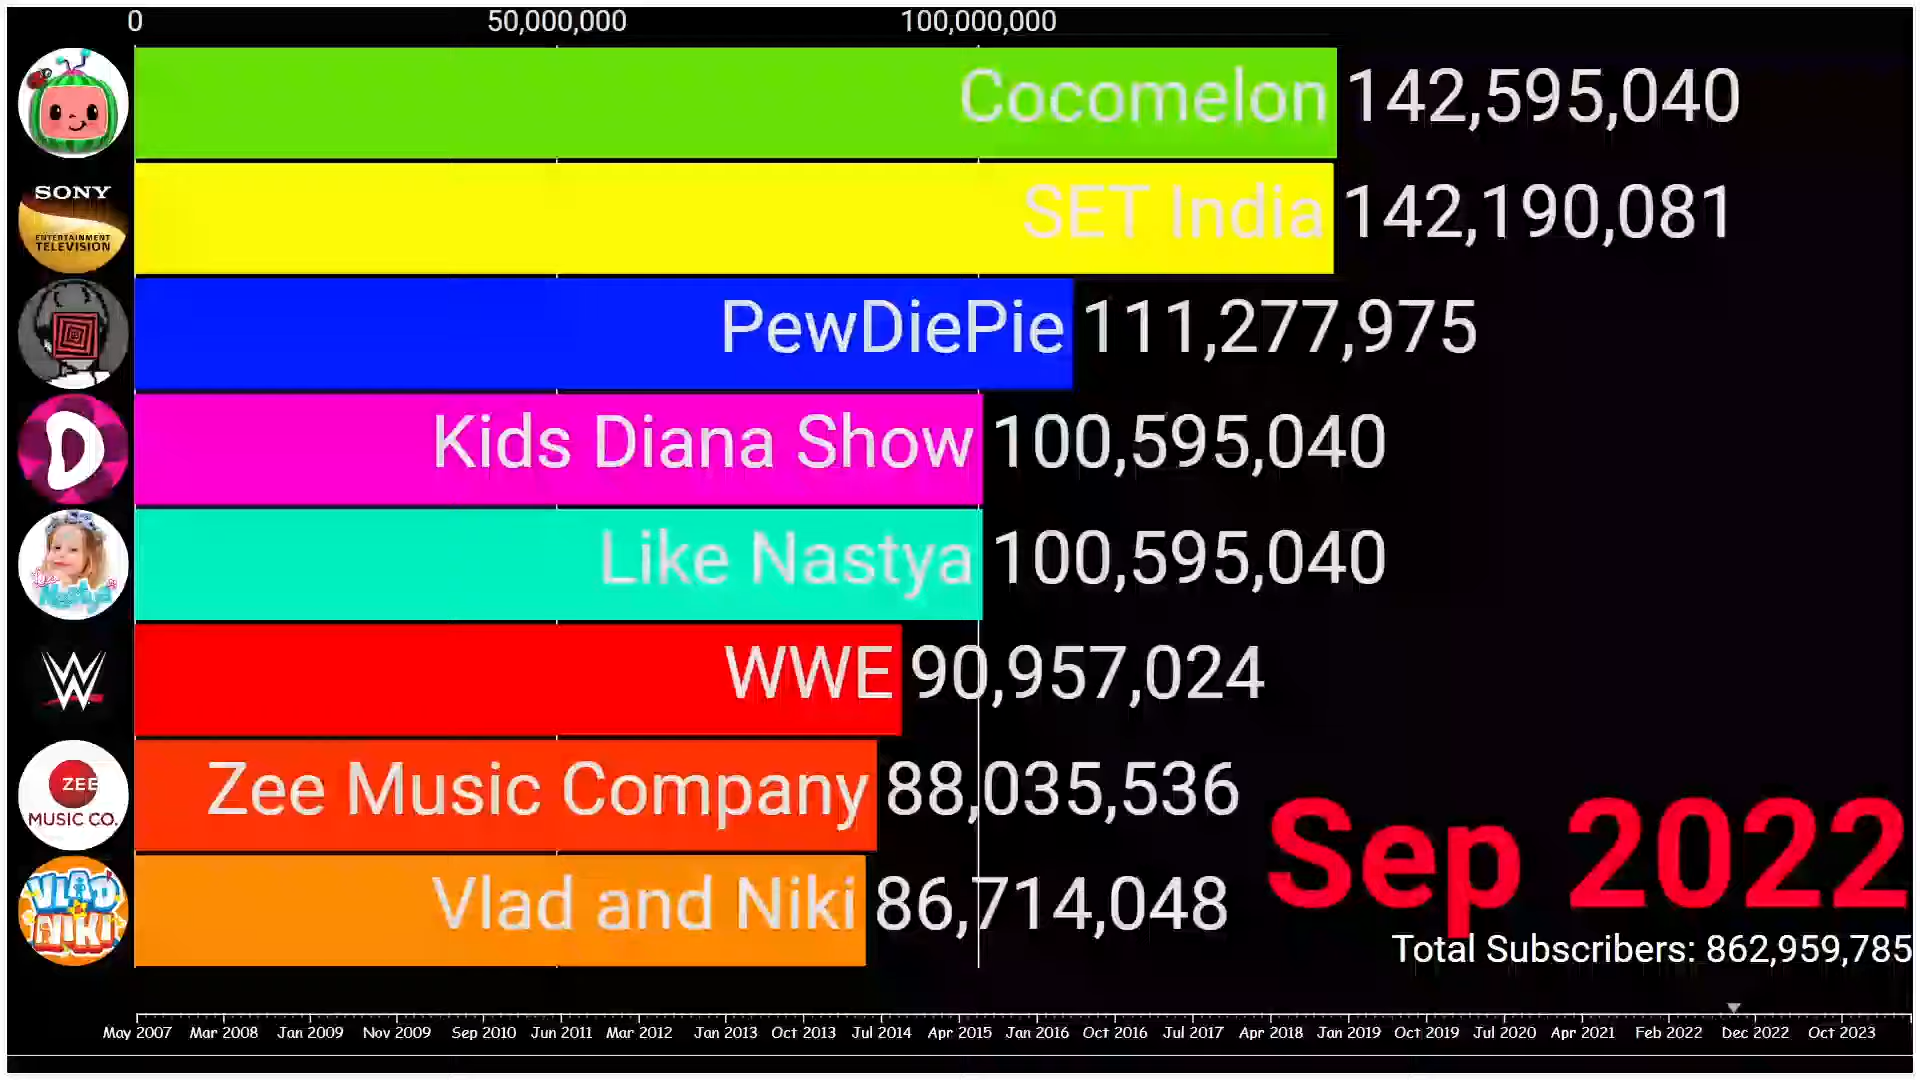 0 50,000,000 100,000,000
Cocomelon 142,595,040
SONY
ENTERTAINMENT
TELEVISION
SET India 142,190,081
PewDiePie 111,277,975
D
Kids Diana Show 100,595,040
Like Nastya
Like Nastya 100,595,040
W
WWE 90,957,024
ZEE
MUSIC CO.
Zee Music Company 88,035,536
VLAD
NIKI
Vlad and Niki 86,714,048
Sep 2022
Total Subscribers: 862,959,785
May 2007 Mar 2008 Jan 2009 Nov 2009 Sep 2010 Jun 2011 Mar 2012 Jan 2013 Oct 2013 Jul 2014 Apr 2015 Jan 2016 Oct 2016 Jul 2017 Apr 2018 Jan 2019 Oct 2019 Jul 2020 Apr 2021 Feb 2022 Dec 2022 Oct 2023